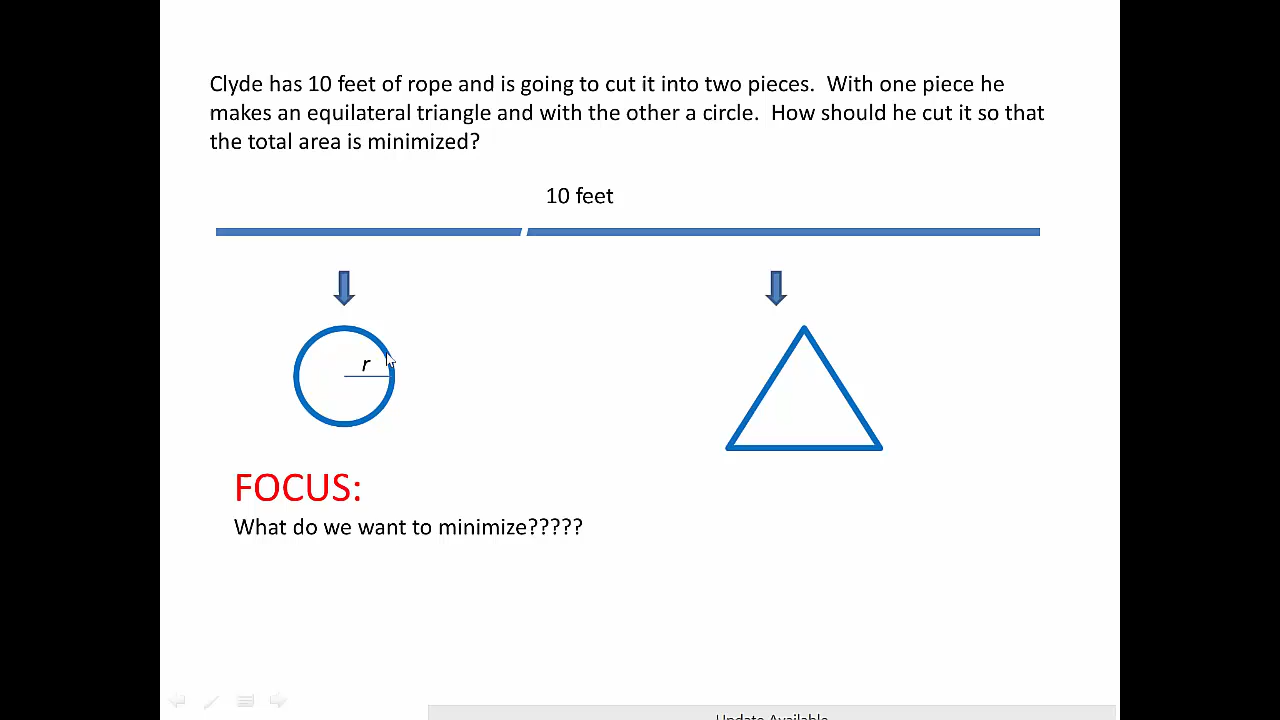 Clyde has 10 feet of rope and is going to cut it into two pieces.  With one piece he
makes an equilateral triangle and with the other a circle.  How should he cut it so that
the total area is minimized?
10 feet
r
FOCUS:
What do we want to minimize?????
Update Available